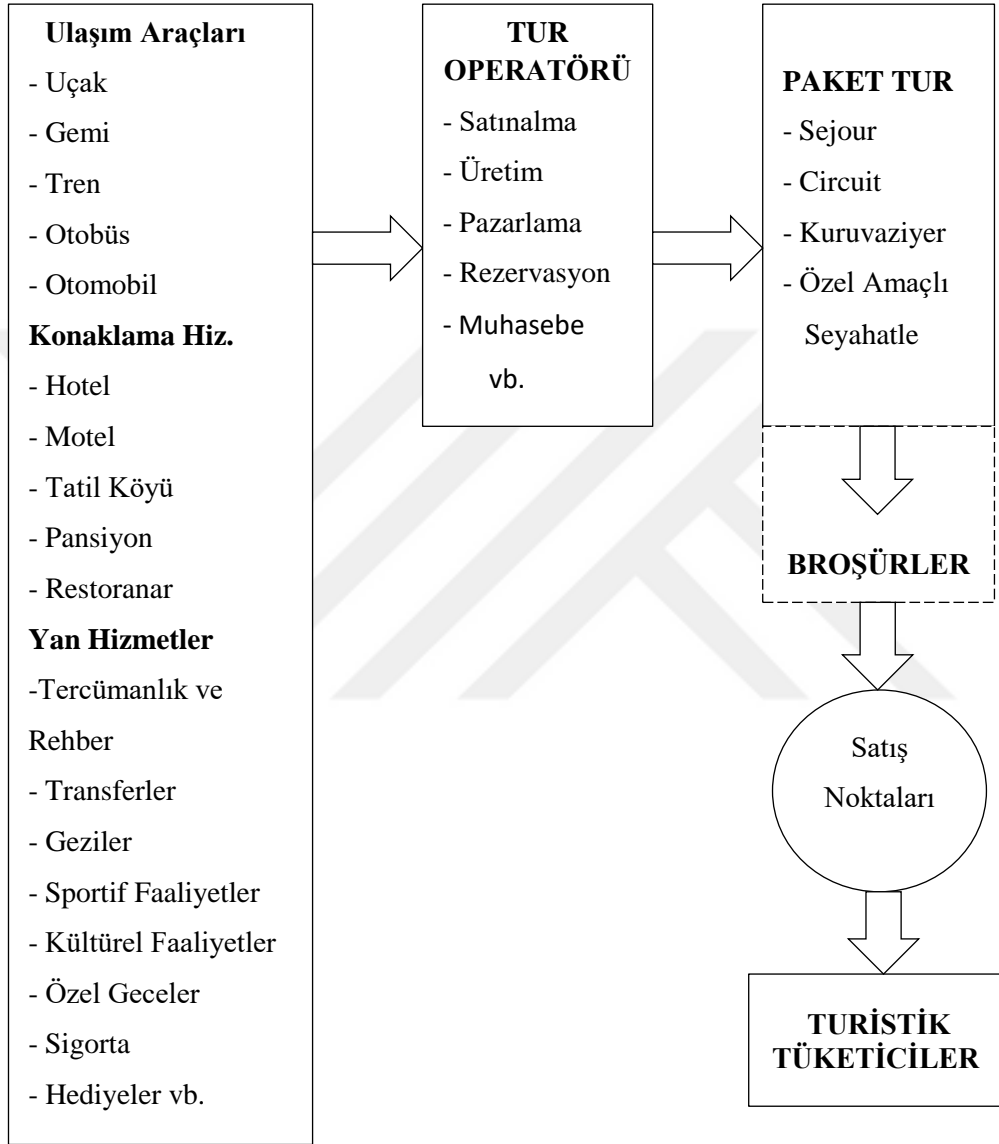 Ulaşım Araçları
- Uçak
- Gemi
- Tren
- Otobüs
- Otomobil
Konaklama Hiz.
- Hotel
- Motel
- Tatil Köyü
- Pansiyon
- Restoranar
Yan Hizmetler
-Tercümanlık ve
Rehber
- Transferler
- Geziler
- Sportif Faaliyetler
- Kültürel Faaliyetler
- Özel Geceler
- Sigorta
- Hediyeler vb.
TUR
OPERATÖRÜ
- Satınalma
- Üretim
- Pazarlama
- Rezervasyon
- Muhasebe
vb.
PAKET TUR
- Sejour
- Circuit
- Kuruvaziyer
- Özel Amaçlı
Seyahatle
BROŞÜRLER
Satış
Noktaları
TURİSTİK
TÜKETİCİLER